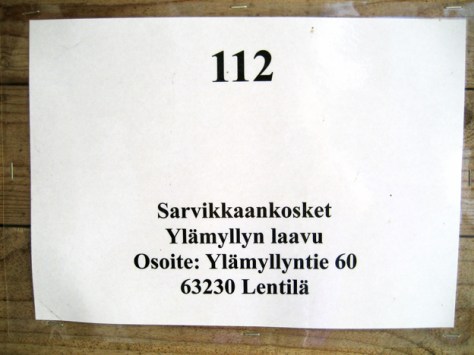 112
Sarvikkaankosket
Ylämyllyn laavu
Osoite: Ylämyllyntie 60
63230 Lentilä